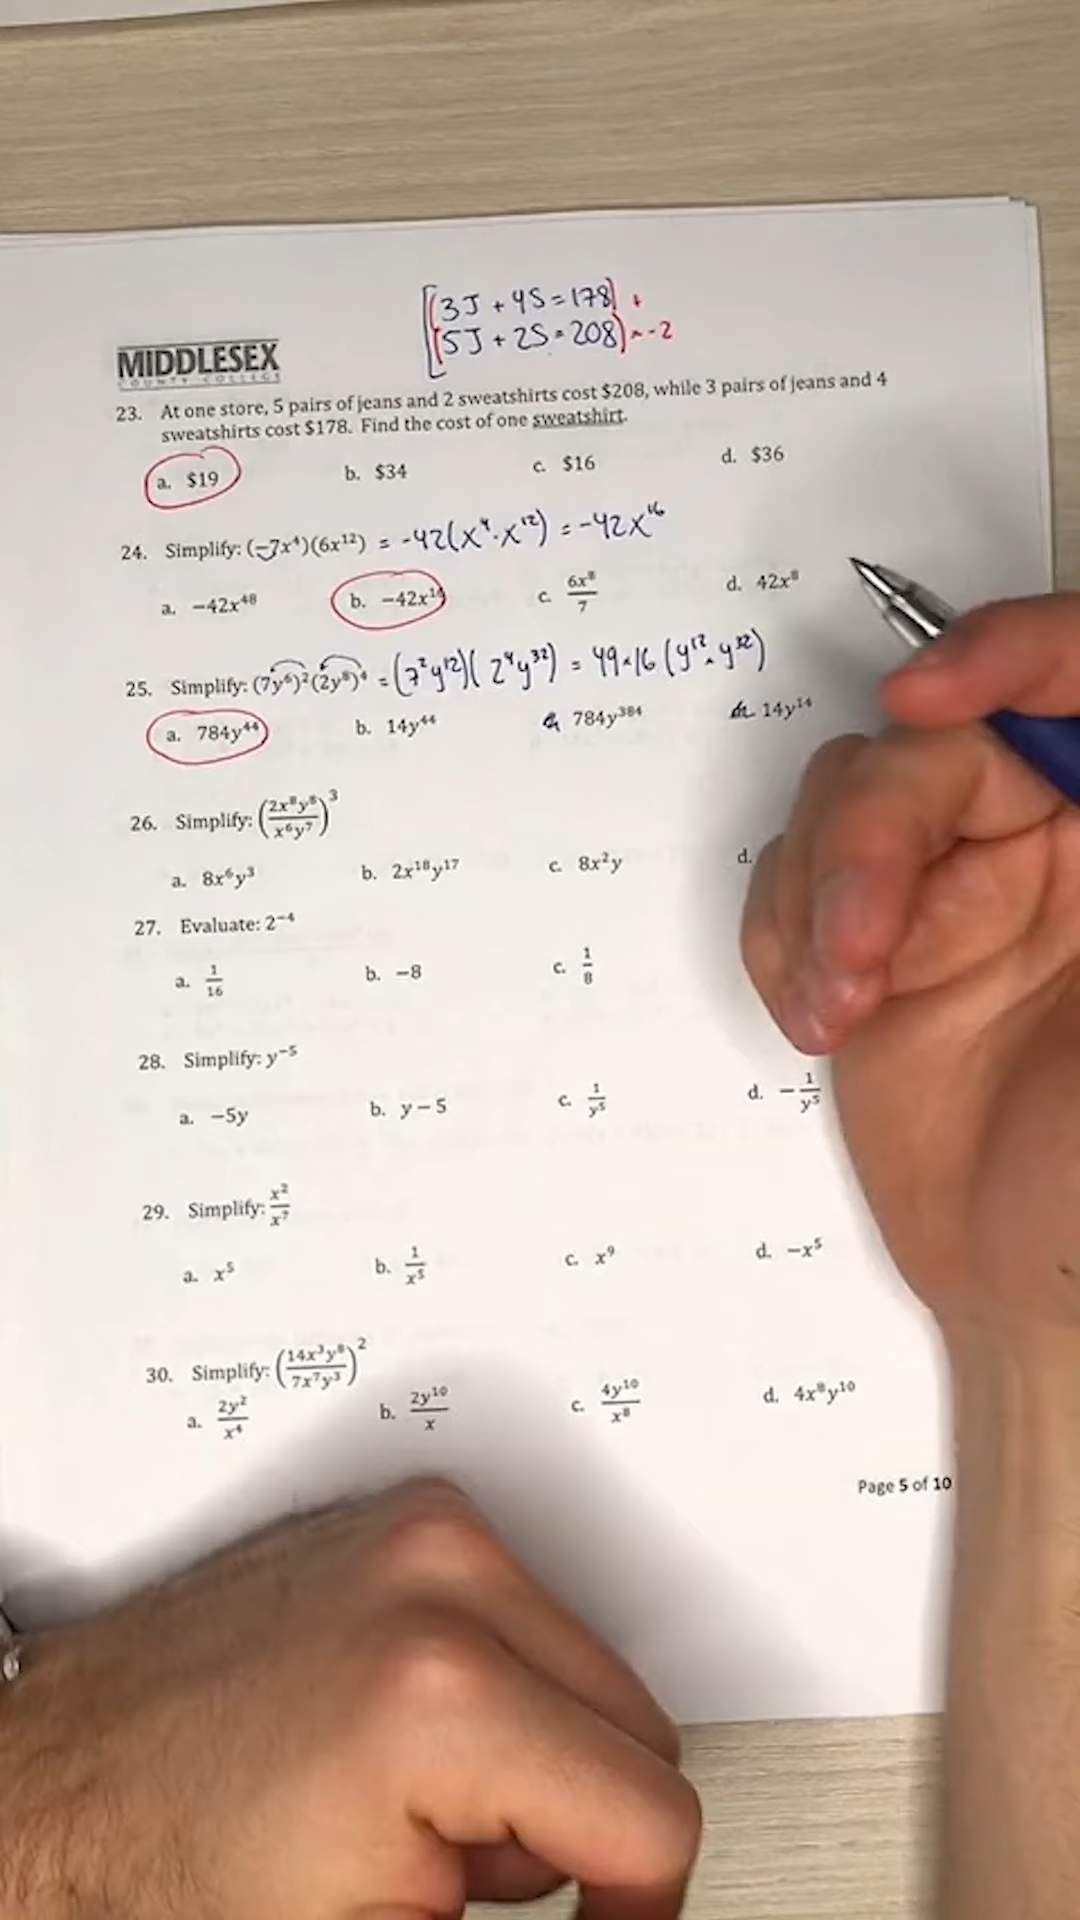 [(3J + 4S = 178) +
[(5J + 2S = 208) × -2
MIDDLESEX
COUNTY COLLEGE
23. At one store, 5 pairs of jeans and 2 sweatshirts cost $208, while 3 pairs of jeans and 4
sweatshirts cost $178. Find the cost of one sweatshirt.
a. $19 b. $34 c. $16 d. $36
24. Simplify: (−7x⁴)(6x¹²) = -42(x⁴·x¹²) = -42x¹⁶
a. −42x⁴⁸ b. −42x¹⁶ c. 6x⁸/7 d. 42x⁸
25. Simplify: (7y⁶)²(2y⁸)⁴ = (7²y¹²)(2⁴y³²) = 49·16(y¹²·y³²)
a. 784y⁴⁴ b. 14y⁴⁴ 784y³⁸⁴ 14y¹⁴
26. Simplify: (2x⁸y⁸/x⁶y⁷)³
a. 8x⁶y³ b. 2x¹⁸y¹⁷ c. 8x²y d.
27. Evaluate: 2⁻⁴
a. 1/16 b. −8 c. 1/8
28. Simplify: y⁻⁵
a. −5y b. y − 5 c. 1/y⁵ d. −1/y⁵
29. Simplify: x²/x⁷
a. x⁵ b. 1/x⁵ c. x⁹ d. −x⁵
30. Simplify: (14x³y⁸/7x⁷y³)²
a. 2y²/x⁴ b. 2y¹⁰/x c. 4y¹⁰/x⁸ d. 4x⁸y¹⁰
Page 5 of 10